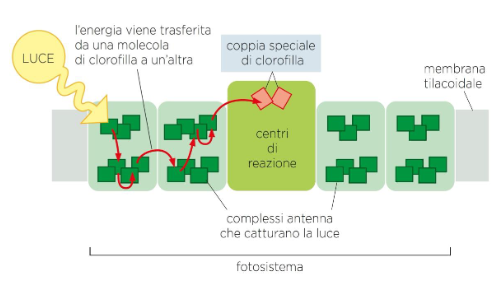 l'energia viene trasferita
da una molecola
di clorofilla a un'altra
LUCE
coppia speciale
di clorofilla
membrana
tilacoidale
centri
di
reazione
complessi antenna
che catturano la luce
fotosistema